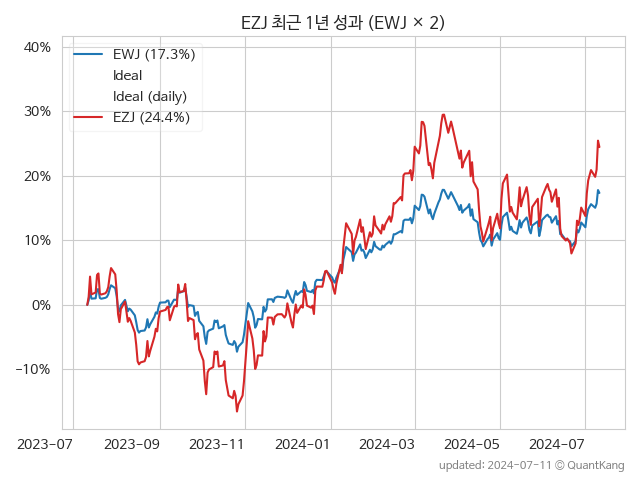 EZJ 최근 1년 성과 (EWJ × 2)
40%
30%
20%
10%
0%
−10%
EWJ (17.3%)
Ideal
Ideal (daily)
EZJ (24.4%)
2023-07
2023-09
2023-11
2024-01
2024-03
2024-05
2024-07
updated: 2024-07-11 © QuantKang